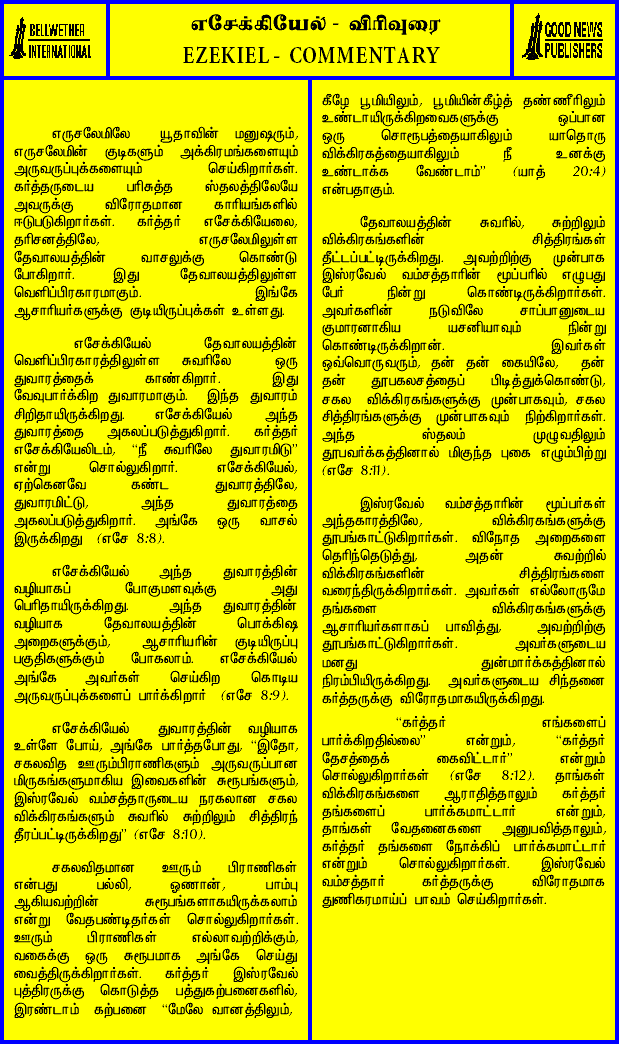 BELLWETHER
INTERNATIONAL
எசேக்கியேல் - விரிவுரை
EZEKIEL - COMMENTARY
GOOD NEWS
PUBLISHERS
எருசலேமிலே யூதாவின் மனுஷரும்,
எருசலேமின் குடிகளும் அக்கிரமங்களையும்
அருவருப்புக்களையும் செய்கிறார்கள்.
கர்த்தருடைய பரிசுத்த ஸ்தலத்திலேயே
அவருக்கு விரோதமான காரியங்களில்
ஈடுபடுகிறார்கள். கர்த்தர் எசேக்கியேலை,
தரிசனத்திலே, எருசலேமிலுள்ள
தேவாலயத்தின் வாசலுக்கு கொண்டு
போகிறார். இது தேவாலயத்திலுள்ள
வெளிப்பிரகாரமாகும். இங்கே
ஆசாரியர்களுக்கு குடியிருப்புக்கள் உள்ளது.
எசேக்கியேல் தேவாலயத்தின்
வெளிப்பிரகாரத்திலுள்ள சுவரிலே ஒரு
துவாரத்தைக் காண்கிறார். இது
வேவுபார்க்கிற துவாரமாகும். இந்த துவாரம்
சிறிதாயிருக்கிறது. எசேக்கியேல் அந்த
துவாரத்தை அகலப்படுத்துகிறார். கர்த்தர்
எசேக்கியேலிடம், “நீ சுவரிலே துவாரமிடு”
என்று சொல்லுகிறார். எசேக்கியேல்,
ஏற்கெனவே கண்ட துவாரத்திலே,
துவாரமிட்டு, அந்த துவாரத்தை
அகலப்படுத்துகிறார். அங்கே ஒரு வாசல்
இருக்கிறது (எசே 8:8).
எசேக்கியேல் அந்த துவாரத்தின்
வழியாகப் போகுமளவுக்கு அது
பெரிதாயிருக்கிறது. அந்த துவாரத்தின்
வழியாக தேவாலயத்தின் பொக்கிஷ
அறைகளுக்கும், ஆசாரியரின் குடியிருப்பு
பகுதிகளுக்கும் போகலாம். எசேக்கியேல்
அங்கே அவர்கள் செய்கிற கொடிய
அருவருப்புக்களைப் பார்க்கிறார் (எசே 8:9).
எசேக்கியேல் துவாரத்தின் வழியாக
உள்ளே போய், அங்கே பார்த்தபோது, “இதோ,
சகலவித ஊரும்பிராணிகளும் அருவருப்பான
மிருகங்களுமாகிய இவைகளின் சுரூபங்களும்,
இஸ்ரவேல் வம்சத்தாருடைய நரகலான சகல
விக்கிரகங்களும் சுவரில் சுற்றிலும் சித்திரந்
தீரப்பட்டிருக்கிறது” (எசே 8:10).
சகலவிதமான ஊரும் பிராணிகள்
என்பது பல்லி, ஓணான், பாம்பு
ஆகியவற்றின் சுரூபங்களாகயிருக்கலாம்
என்று வேதபண்டிதர்கள் சொல்லுகிறார்கள்.
ஊரும் பிராணிகள் எல்லாவற்றிக்கும்,
வகைக்கு ஒரு சுரூபமாக அங்கே செய்து
வைத்திருக்கிறார்கள். கர்த்தர் இஸ்ரவேல்
புத்திரருக்கு கொடுத்த பத்துகற்பனைகளில்,
இரண்டாம் கற்பனை “மேலே வானத்திலும்,
கீழே பூமியிலும், பூமியின்கீழ்த் தண்ணீரிலும்
உண்டாயிருக்கிறவைகளுக்கு ஒப்பான
ஒரு சொரூபத்தையாகிலும் யாதொரு
விக்கிரகத்தையாகிலும் நீ உனக்கு
உண்டாக்க வேண்டாம்” (யாத் 20:4)
என்பதாகும்.
தேவாலயத்தின் சுவரில், சுற்றிலும்
விக்கிரகங்களின் சித்திரங்கள்
தீட்டப்பட்டிருக்கிறது. அவற்றிற்கு முன்பாக
இஸ்ரவேல் வம்சத்தாரின் மூப்பரில் எழுபது
பேர் நின்று கொண்டிருக்கிறார்கள்.
அவர்களின் நடுவிலே சாப்பானுடைய
குமாரனாகிய யசனியாவும் நின்று
கொண்டிருக்கிறான். இவர்கள்
ஒவ்வொருவரும், தன் தன் கையிலே, தன்
தன் தூபகலசத்தைப் பிடித்துக்கொண்டு,
சகல விக்கிரகங்களுக்கு முன்பாகவும், சகல
சித்திரங்களுக்கு முன்பாகவும் நிற்கிறார்கள்.
அந்த ஸ்தலம் முழுவதிலும்
தூபவர்க்கத்தினால் மிகுந்த புகை எழும்பிற்று
(எசே 8:11).
இஸ்ரவேல் வம்சத்தாரின் மூப்பர்கள்
அந்தகாரத்திலே, விக்கிரகங்களுக்கு
தூபங்காட்டுகிறார்கள். விநோத அறைகளை
தெரிந்தெடுத்து, அதன் சுவற்றில்
விக்கிரகங்களின் சித்திரங்களை
வரைந்திருக்கிறார்கள். அவர்கள் எல்லோருமே
தங்களை விக்கிரகங்களுக்கு
ஆசாரியர்களாகப் பாவித்து, அவற்றிற்கு
தூபங்காட்டுகிறார்கள். அவர்களுடைய
மனது துன்மார்க்கத்தினால்
நிரம்பியிருக்கிறது. அவர்களுடைய சிந்தனை
கர்த்தருக்கு விரோதமாகயிருக்கிறது.
“கர்த்தர் எங்களைப்
பார்க்கிறதில்லை” என்றும், “கர்த்தர்
தேசத்தைக் கைவிட்டார்” என்றும்
சொல்லுகிறார்கள் (எசே 8:12). தாங்கள்
விக்கிரகங்களை ஆராதித்தாலும் கர்த்தர்
தங்களைப் பார்க்கமாட்டார் என்றும்,
தாங்கள் வேதனைகளை அனுபவித்தாலும்,
கர்த்தர் தங்களை நோக்கிப் பார்க்கமாட்டார்
என்றும் சொல்லுகிறார்கள். இஸ்ரவேல்
வம்சத்தார் கர்த்தருக்கு விரோதமாக
துணிகரமாய்ப் பாவம் செய்கிறார்கள்.